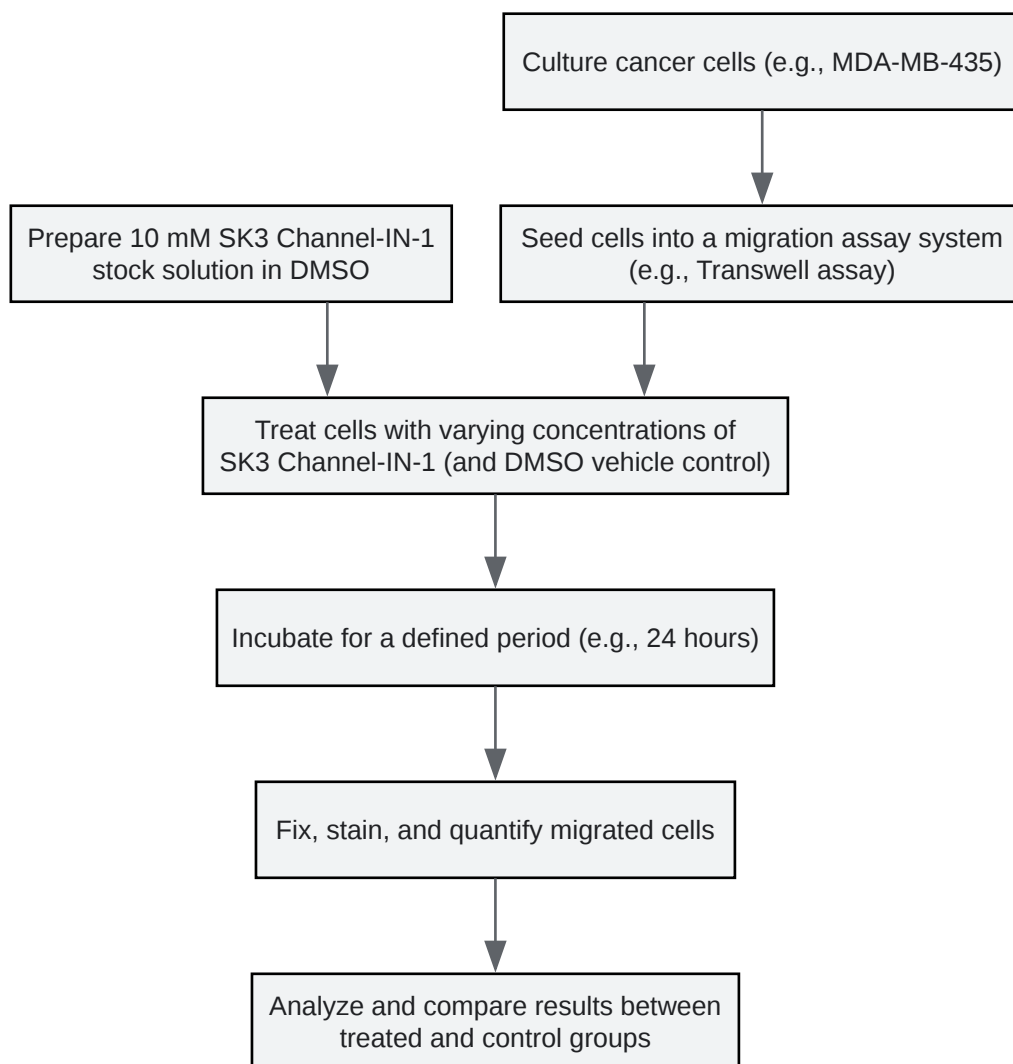 Culture cancer cells (e.g., MDA-MB-435)
Prepare 10 mM SK3 Channel-IN-1
stock solution in DMSO
Seed cells into a migration assay system
(e.g., Transwell assay)
Treat cells with varying concentrations of
SK3 Channel-IN-1 (and DMSO vehicle control)
Incubate for a defined period (e.g., 24 hours)
Fix, stain, and quantify migrated cells
Analyze and compare results between
treated and control groups